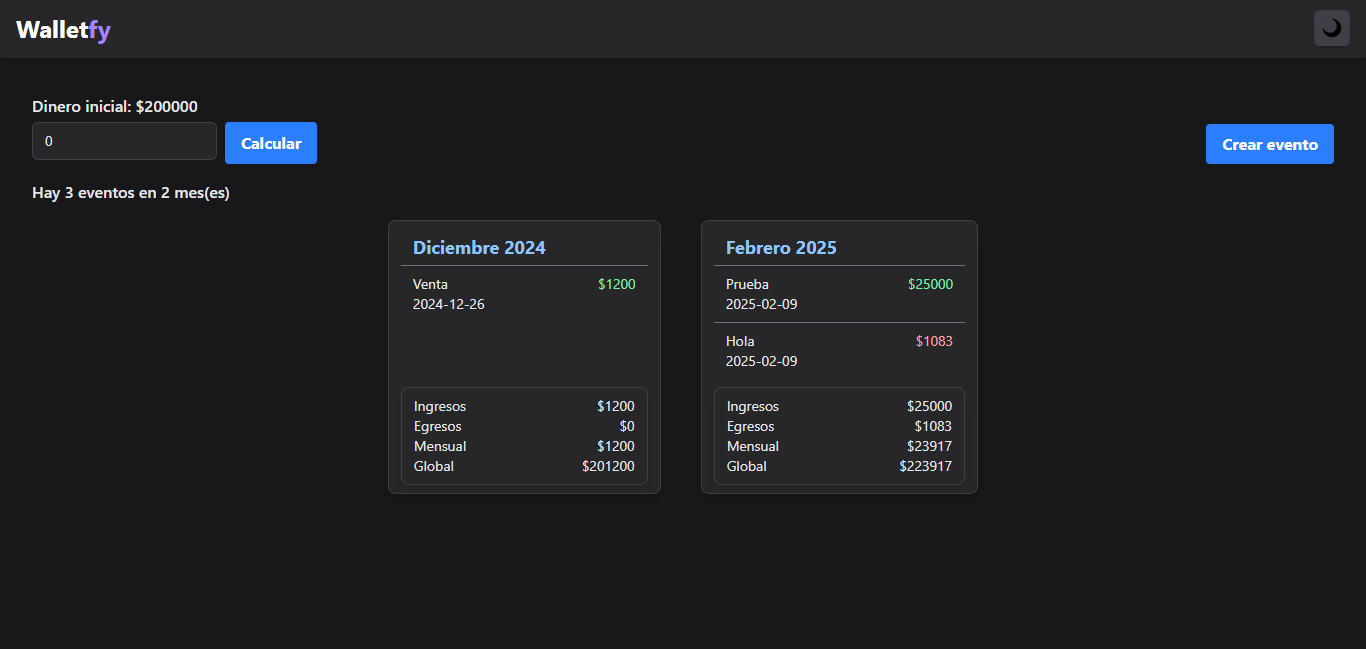 Walletfy
Dinero inicial: $200000
0
Calcular
Crear evento
Hay 3 eventos en 2 mes(es)
Diciembre 2024
Venta $1200
2024-12-26
Ingresos $1200
Egresos $0
Mensual $1200
Global $201200
Febrero 2025
Prueba $25000
2025-02-09
Hola $1083
2025-02-09
Ingresos $25000
Egresos $1083
Mensual $23917
Global $223917